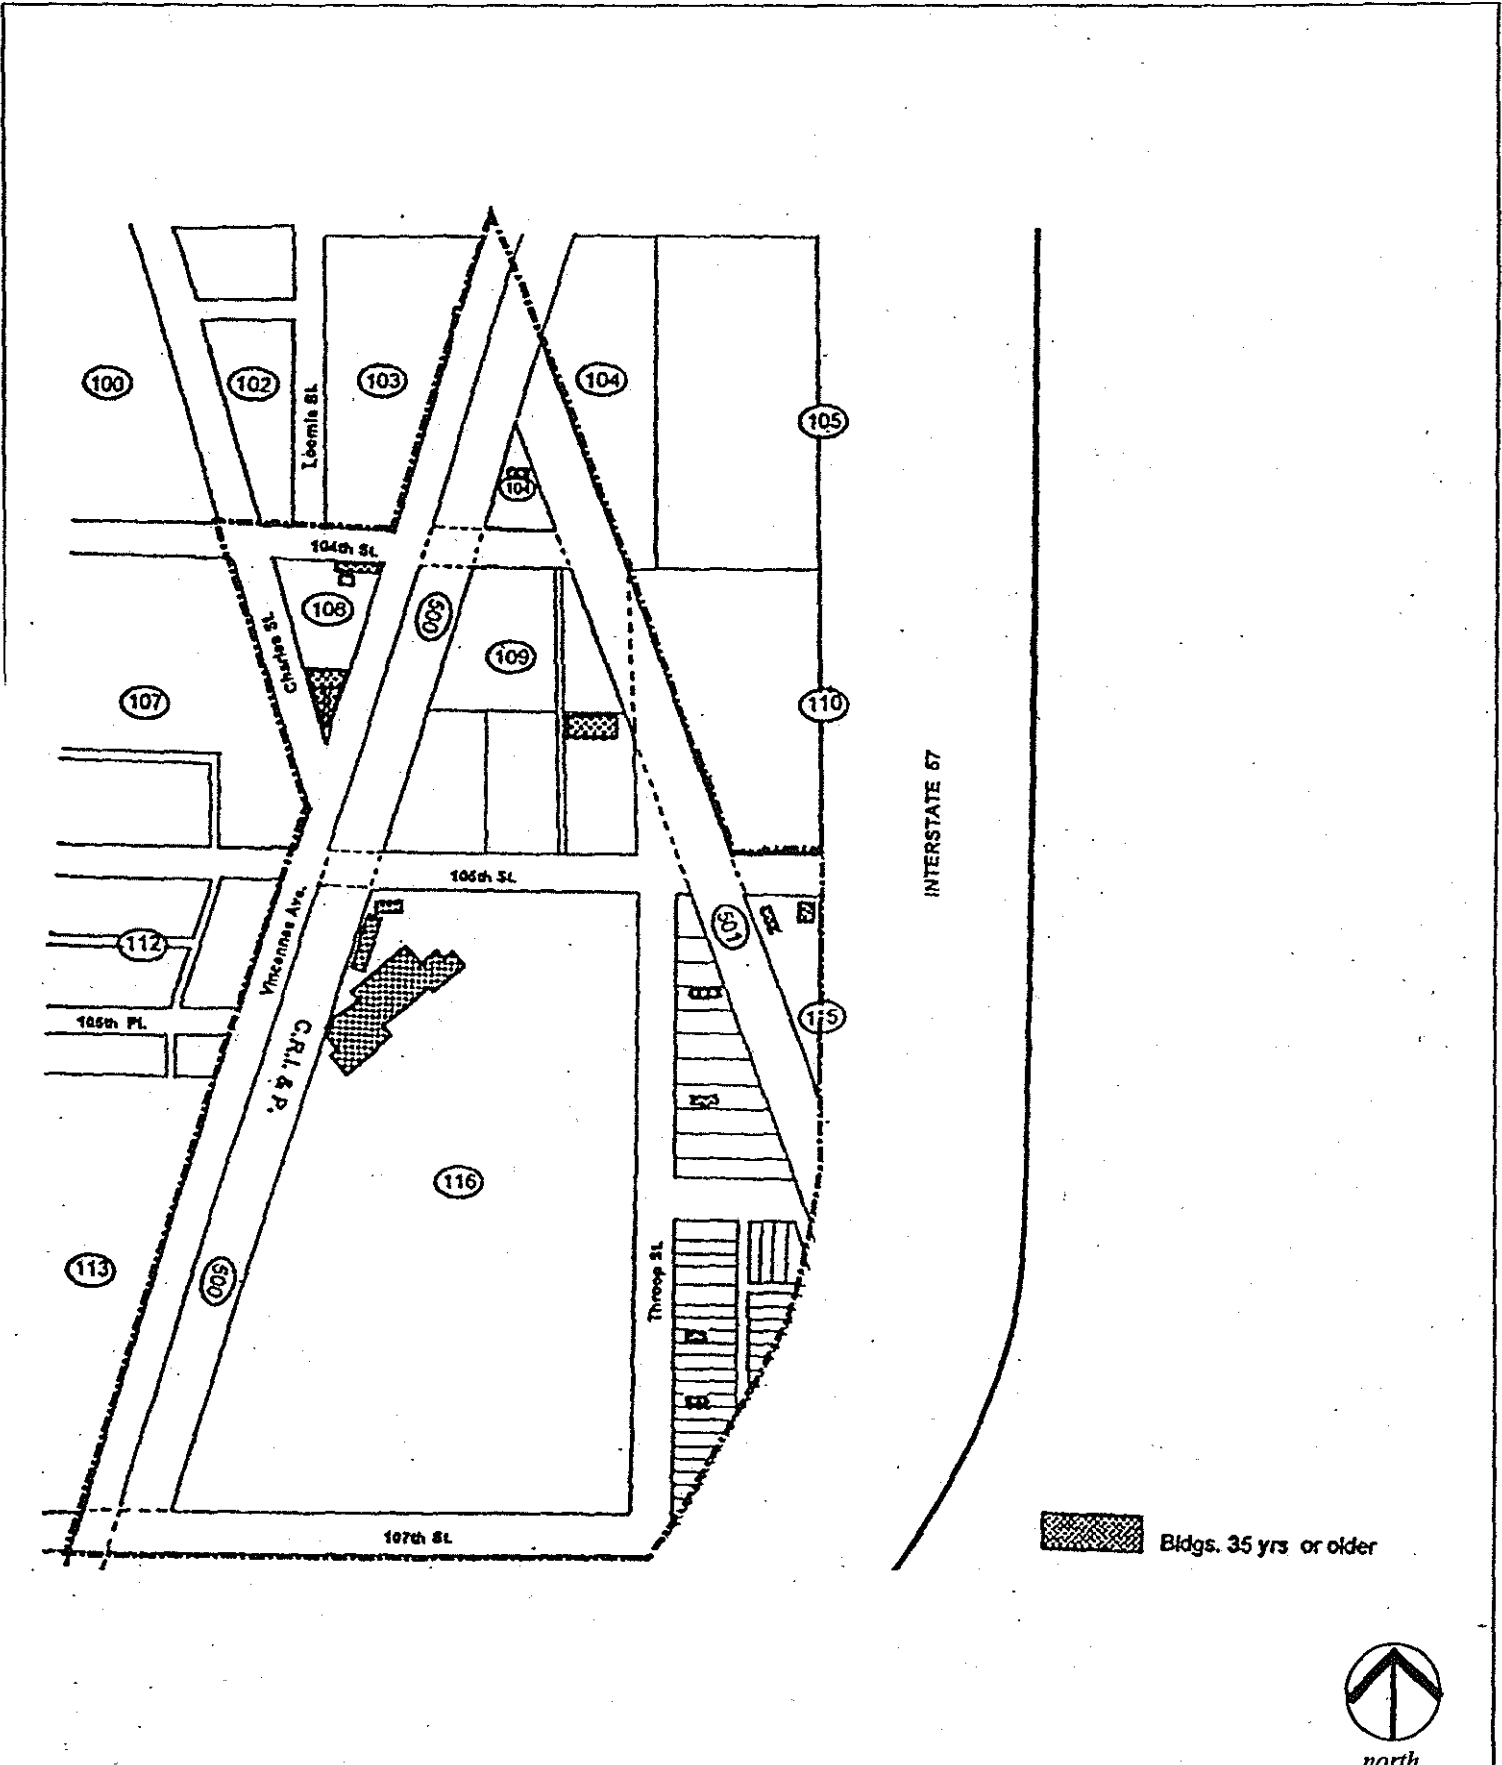 100
102
103
104
105
Loomis St.
104
104th St.
108
500
109
Charles St.
107
110
INTERSTATE 57
106th St.
Vincennes Ave.
112
501
115
105th Pl.
C.R.I. & P.
116
113
500
Throop St.
107th St.
Bldgs. 35 yrs or older
north